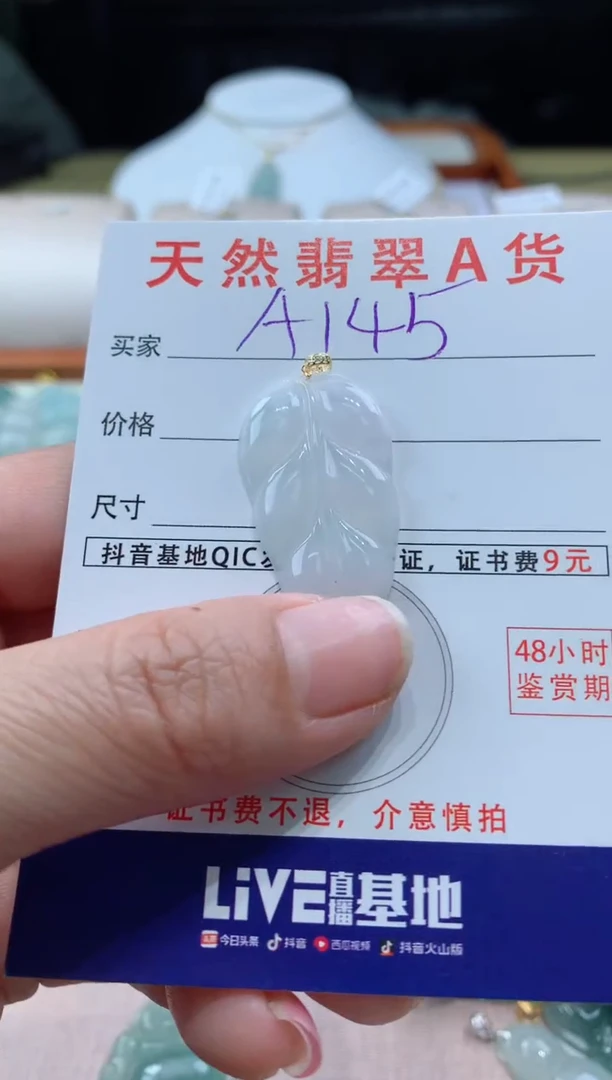 天然翡翠A货
买家 A145
价格
尺寸
抖音基地QIC 证，证书费9元
48小时
鉴赏期
证书费不退，介意慎拍
LiVE直播基地
头条 今日头条 抖音 西瓜视频 抖音火山版